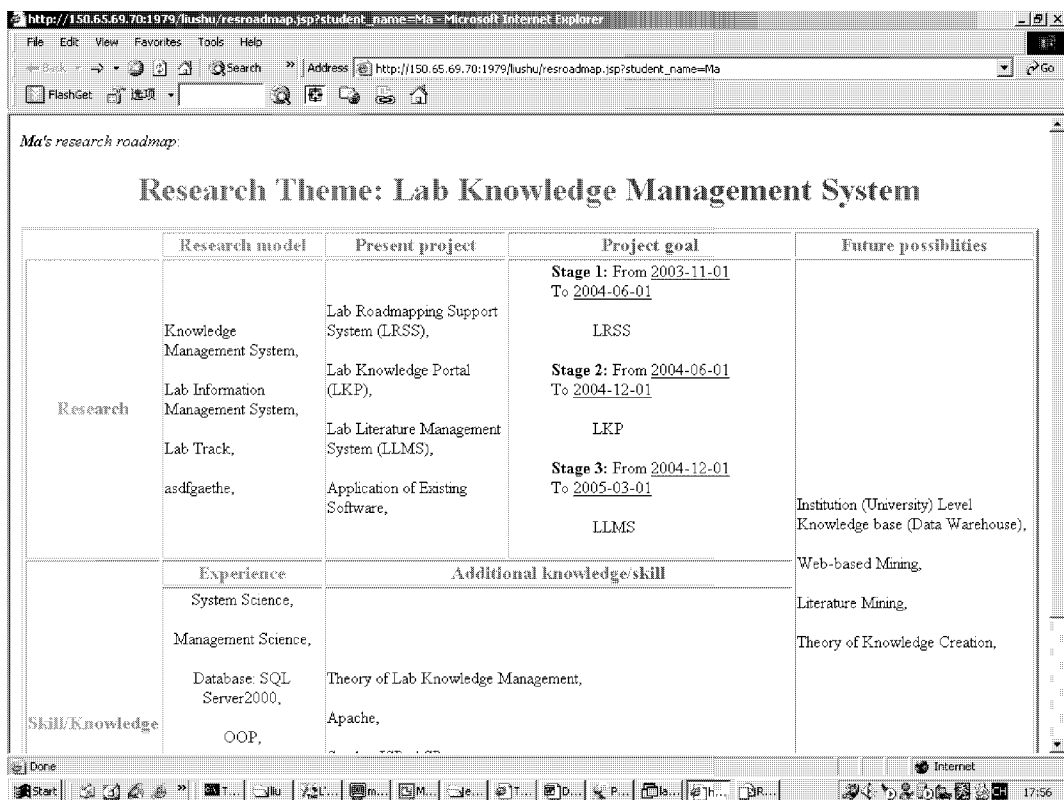 http://150.65.69.70:1979/liushu/resroadmap.jsp?student_name=Ma - Microsoft Internet Explorer
File Edit View Favorites Tools Help
Back Search » Address http://150.65.69.70:1979/liushu/resroadmap.jsp?student_name=Ma Go
FlashGet 选项
Ma's research roadmap:
Research Theme: Lab Knowledge Management System
Research model Present project Project goal Future possiblities
Research
Knowledge
Management System,
Lab Information
Management System,
Lab Track,
asdfgaethe,
Lab Roadmapping Support
System (LRSS),
Lab Knowledge Portal
(LKP),
Lab Literature Management
System (LLMS),
Application of Existing
Software,
Stage 1: From 2003-11-01
To 2004-06-01
LRSS
Stage 2: From 2004-06-01
To 2004-12-01
LKP
Stage 3: From 2004-12-01
To 2005-03-01
LLMS
Institution (University) Level
Knowledge base (Data Warehouse),
Web-based Mining,
Literature Mining,
Theory of Knowledge Creation,
Experience Additional knowledge/skill
Skill/Knowledge
System Science,
Management Science,
Database: SQL
Server2000,
OOP,
Theory of Lab Knowledge Management,
Apache,
Done Internet
Start » T... liu L'... m... M... e... T... D... P... la... h... R... 17:56